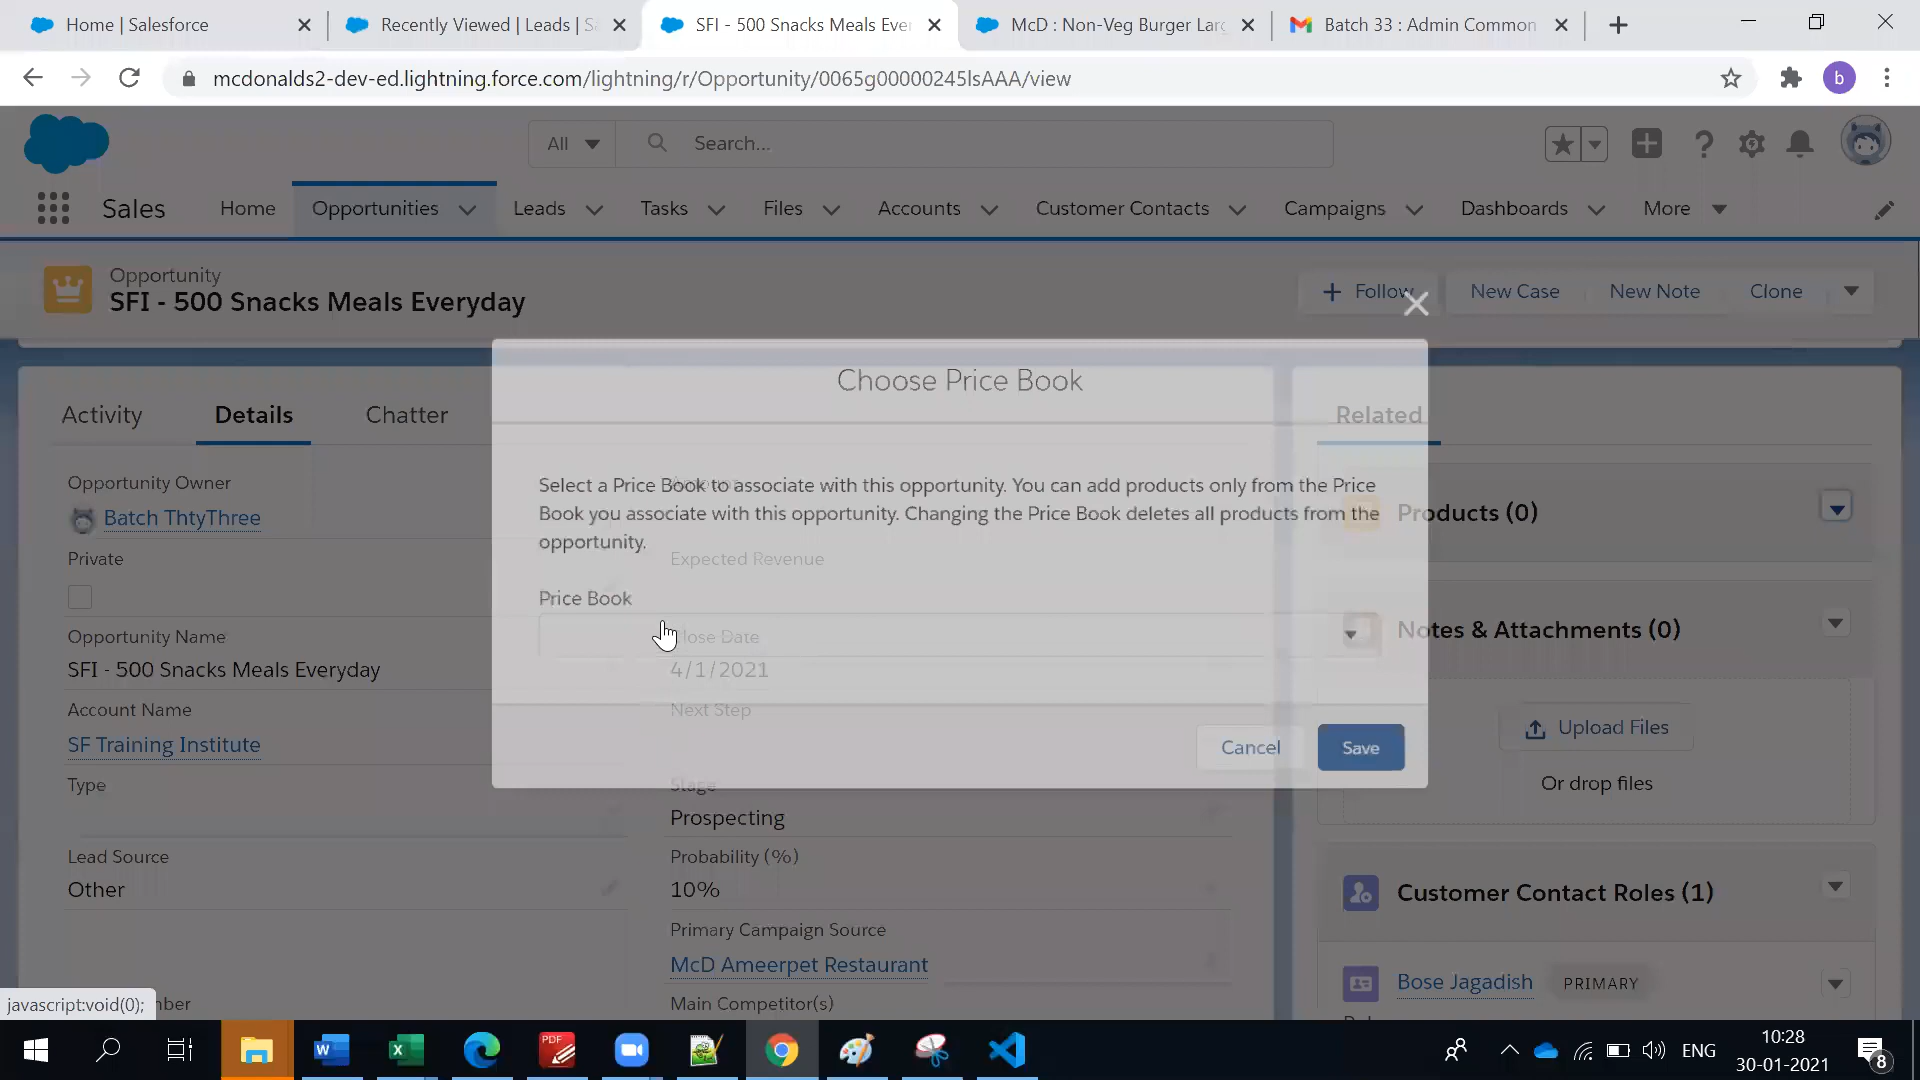 Home | Salesforce
Recently Viewed | Leads | Sa
SFI - 500 Snacks Meals Ever
McD : Non-Veg Burger Larg
Batch 33 : Admin Common
mcdonalds2-dev-ed.lightning.force.com/lightning/r/Opportunity/0065g00000245lsAAA/view
b
All
Search...
Sales
Home
Opportunities
Leads
Tasks
Files
Accounts
Customer Contacts
Campaigns
Dashboards
More
Opportunity
SFI - 500 Snacks Meals Everyday
Follow
New Case
New Note
Clone
Choose Price Book
Activity
Details
Chatter
Related
Select a Price Book to associate with this opportunity. You can add products only from the Price
Book you associate with this opportunity. Changing the Price Book deletes all products from the
opportunity.
Price Book
Cancel
Save
Opportunity Owner
Batch ThtyThree
Private
Opportunity Name
SFI - 500 Snacks Meals Everyday
Account Name
SF Training Institute
Type
Lead Source
Other
Amount
Expected Revenue
Close Date
4/1/2021
Next Step
Stage
Prospecting
Probability (%)
10%
Primary Campaign Source
McD Ameerpet Restaurant
Main Competitor(s)
Products (0)
Notes & Attachments (0)
Upload Files
Or drop files
Customer Contact Roles (1)
Bose Jagadish
PRIMARY
javascript:void(0);
ENG
10:28
30-01-2021
8